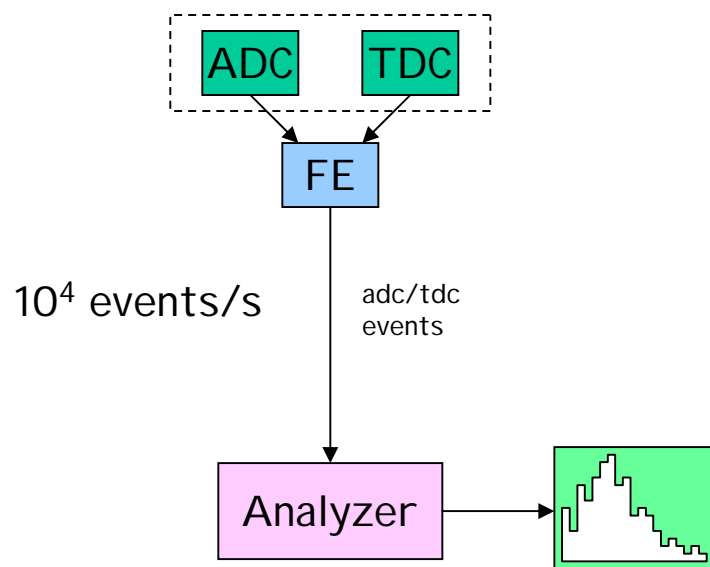 ADC TDC
FE
10⁴ events/s
adc/tdc
events
Analyzer